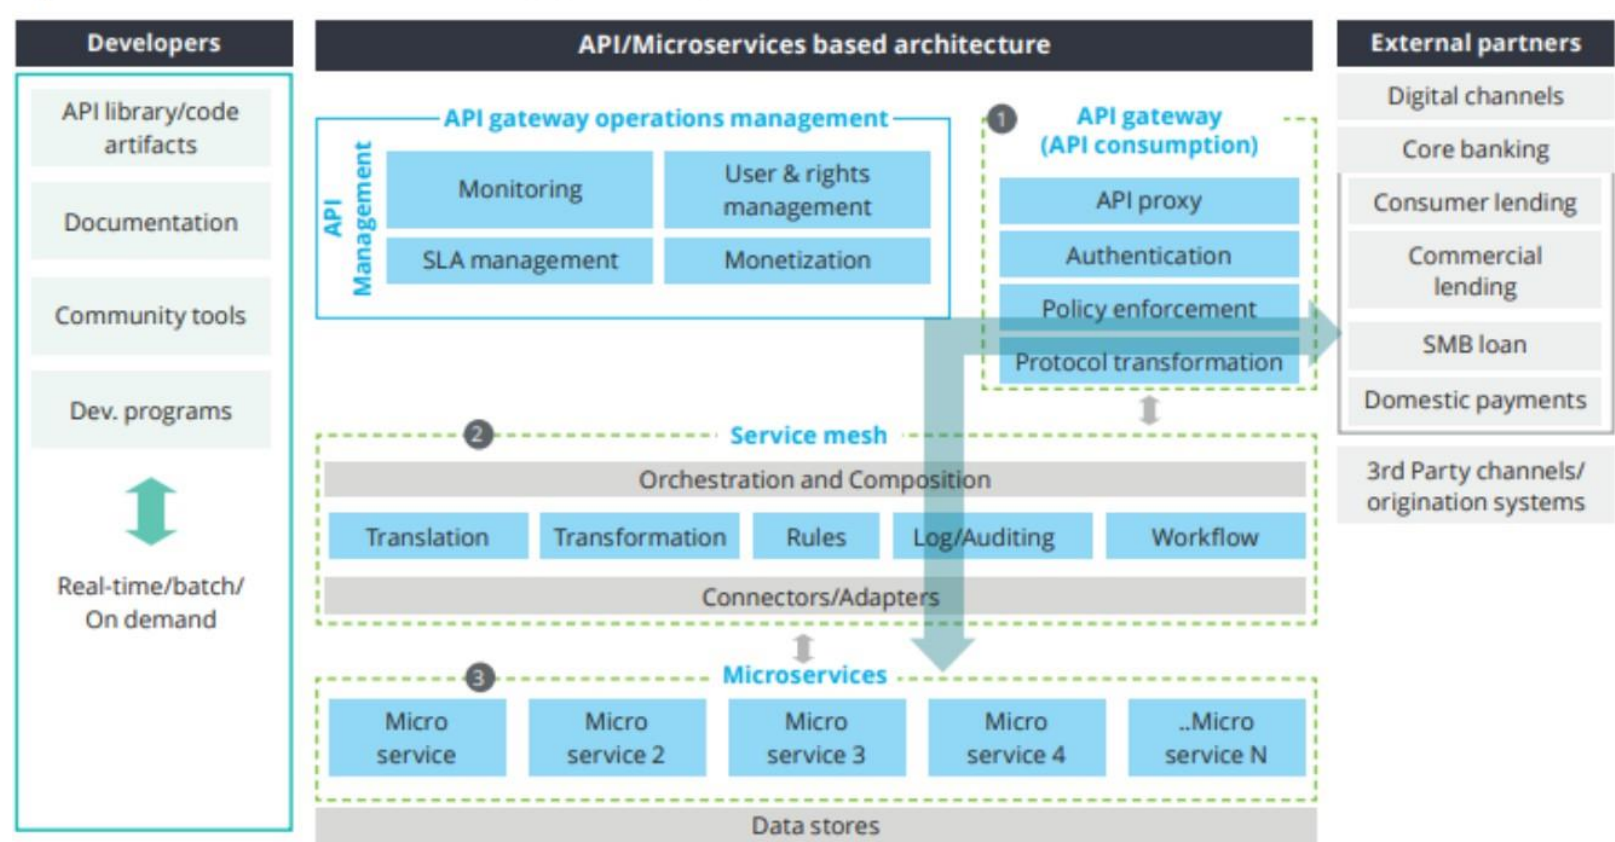 Developers
API library/code
artifacts
Documentation
Community tools
Dev. programs
Real-time/batch/
On demand
API/Microservices based architecture
API gateway operations management
API
Management
Monitoring
User & rights
management
SLA management
Monetization
1
API gateway
(API consumption)
API proxy
Authentication
Policy enforcement
Protocol transformation
2
Service mesh
Orchestration and Composition
Translation
Transformation
Rules
Log/Auditing
Workflow
Connectors/Adapters
3
Microservices
Micro
service
Micro
service 2
Micro
service 3
Micro
service 4
..Micro
service N
Data stores
External partners
Digital channels
Core banking
Consumer lending
Commercial
lending
SMB loan
Domestic payments
3rd Party channels/
origination systems